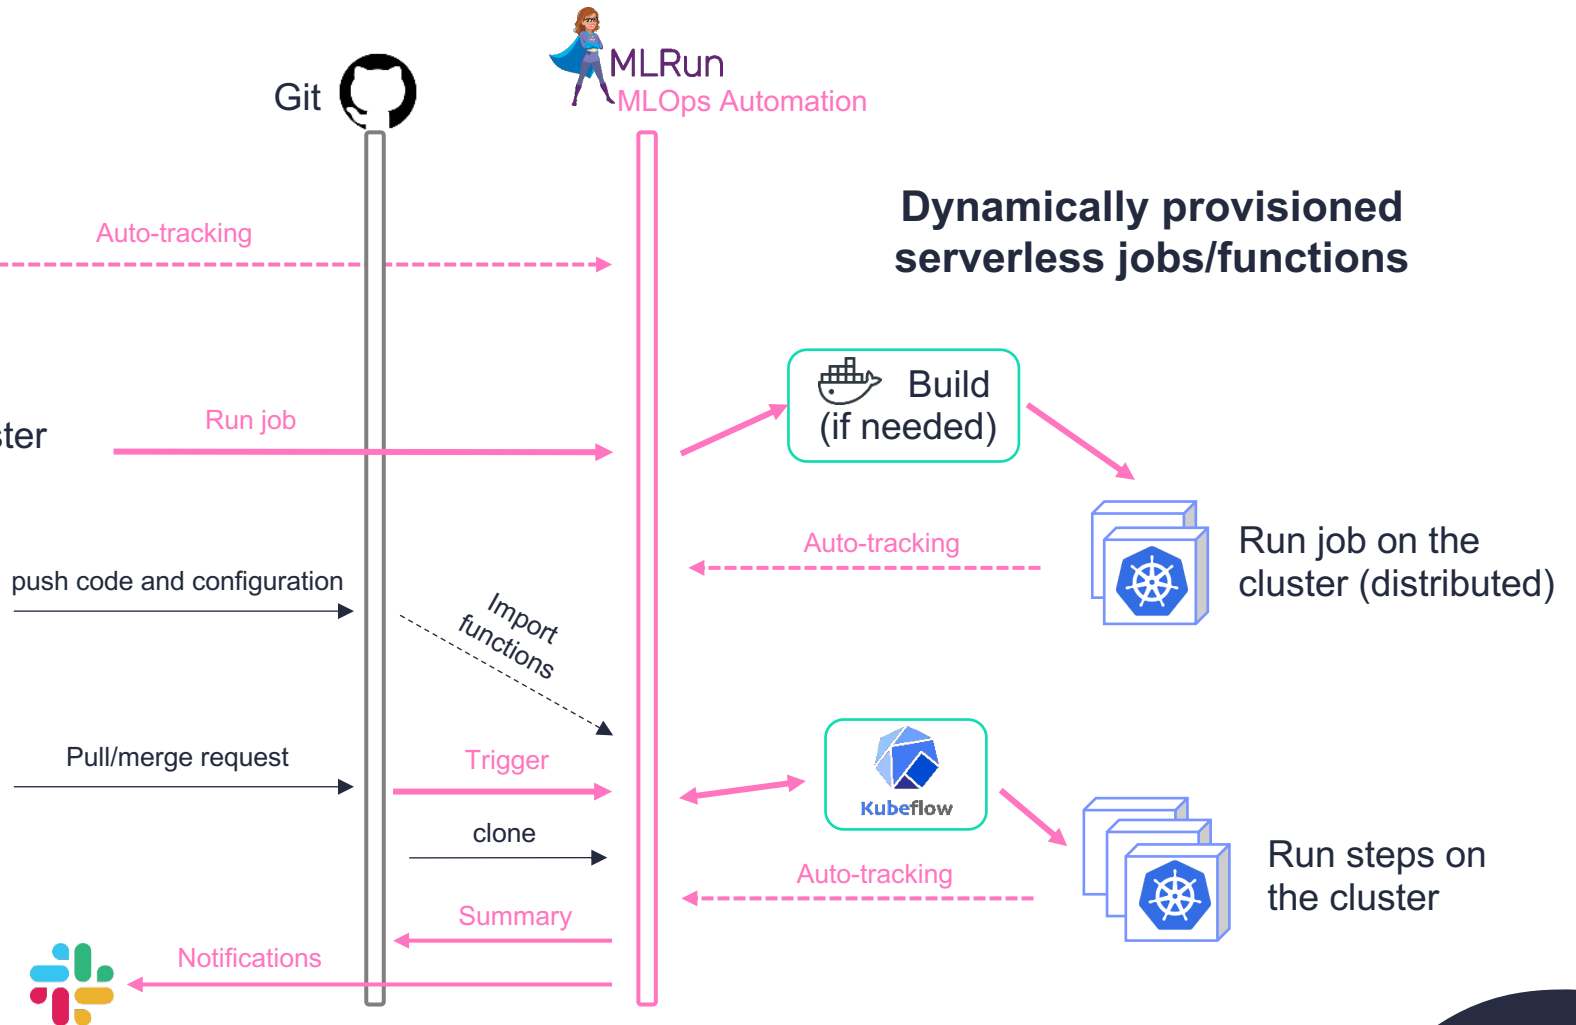 Git
MLRun
MLOps Automation
Dynamically provisioned
serverless jobs/functions
Auto-tracking
Build
(if needed)
Run job
Auto-tracking
Run job on the
cluster (distributed)
push code and configuration
Import
functions
Pull/merge request
Trigger
Kubeflow
clone
Run steps on
the cluster
Auto-tracking
Summary
Notifications